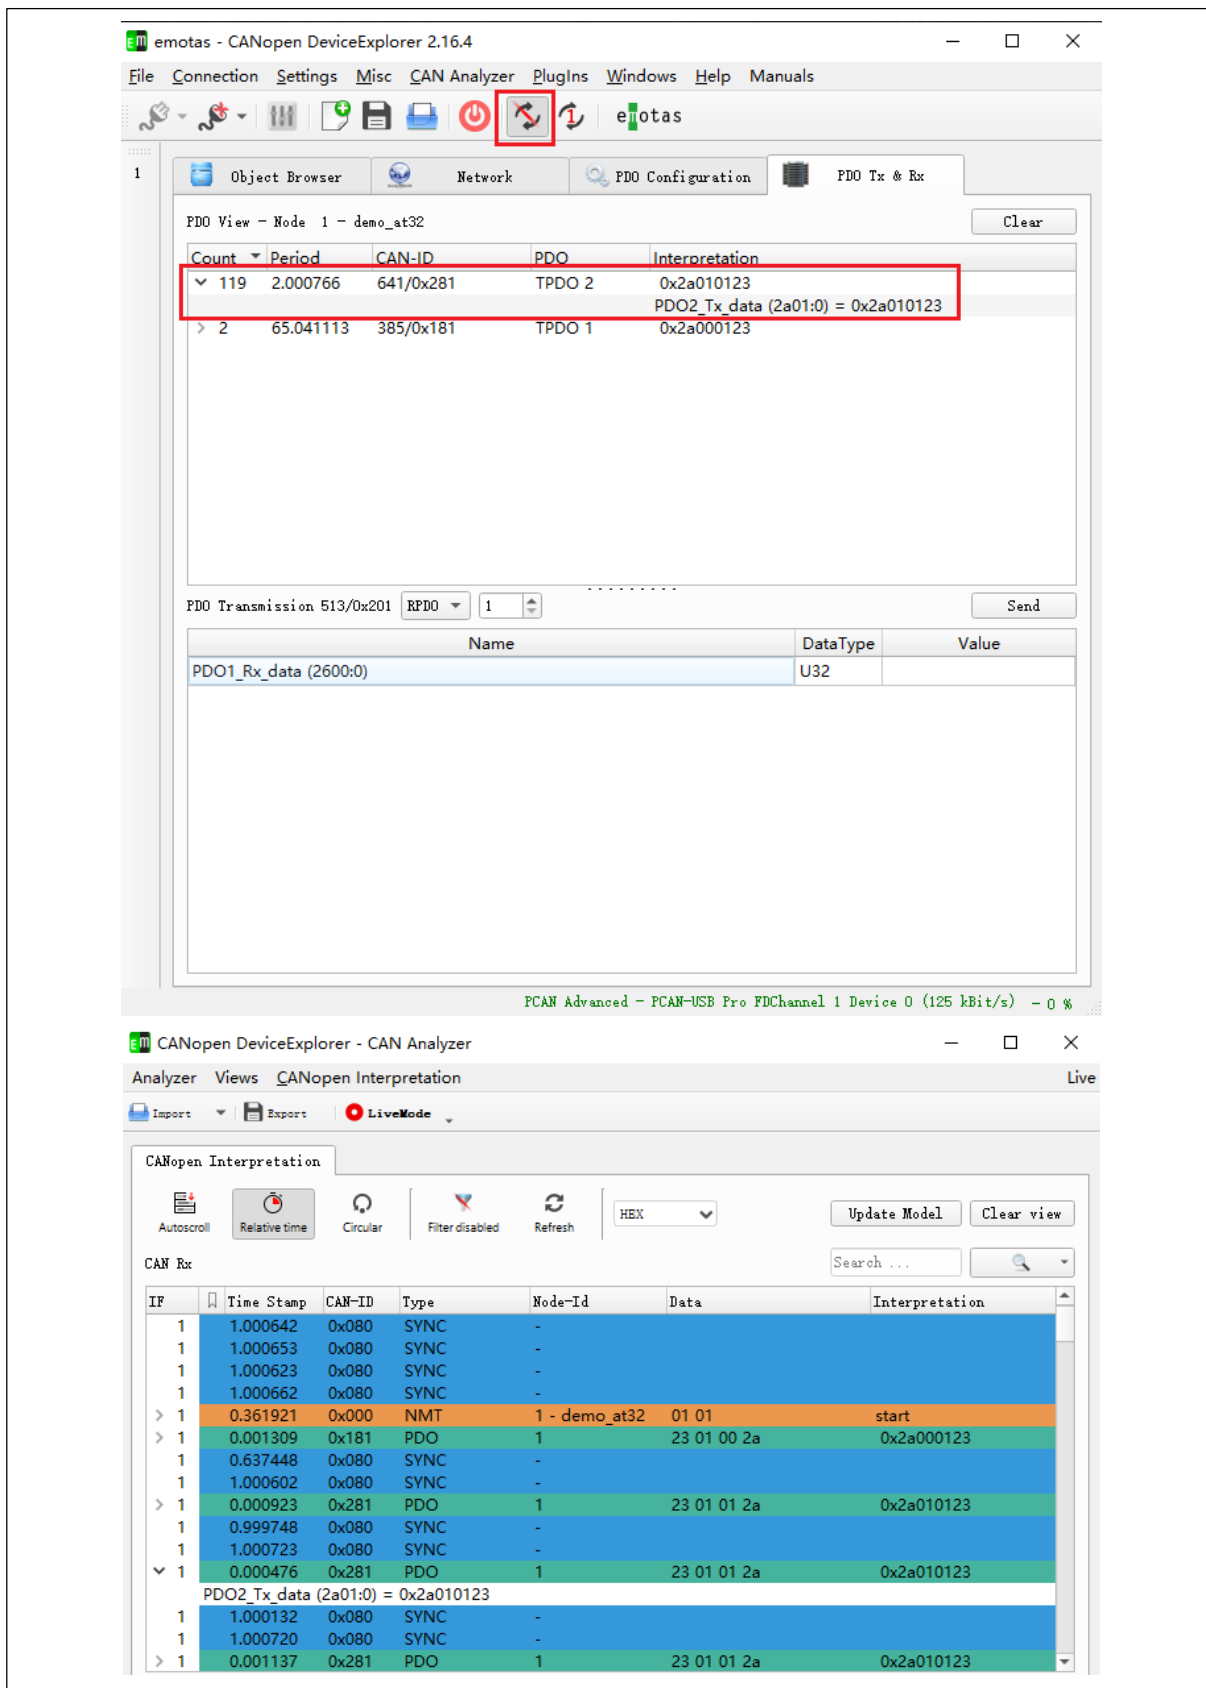 emotas - CANopen DeviceExplorer 2.16.4
File Connection Settings Misc CAN Analyzer PlugIns Windows Help Manuals
emotas
1
Object Browser Network PDO Configuration PDO Tx & Rx
PDO View - Node 1 - demo_at32 Clear
Count Period CAN-ID PDO Interpretation
119 2.000766 641/0x281 TPDO 2 0x2a010123
PDO2_Tx_data (2a01:0) = 0x2a010123
2 65.041113 385/0x181 TPDO 1 0x2a000123
PDO Transmission 513/0x201 RPDO 1 Send
Name DataType Value
PDO1_Rx_data (2600:0) U32
PCAN Advanced - PCAN-USB Pro FDChannel 1 Device 0 (125 kBit/s) - 0 %
CANopen DeviceExplorer - CAN Analyzer
Analyzer Views CANopen Interpretation Live
Import Export LiveMode
CANopen Interpretation
Autoscroll Relative time Circular Filter disabled Refresh HEX Update Model Clear view
CAN Rx Search ...
IF Time Stamp CAN-ID Type Node-Id Data Interpretation
1 1.000642 0x080 SYNC -
1 1.000653 0x080 SYNC -
1 1.000623 0x080 SYNC -
1 1.000662 0x080 SYNC -
1 0.361921 0x000 NMT 1 - demo_at32 01 01 start
1 0.001309 0x181 PDO 1 23 01 00 2a 0x2a000123
1 0.637448 0x080 SYNC -
1 1.000602 0x080 SYNC -
1 0.000923 0x281 PDO 1 23 01 01 2a 0x2a010123
1 0.999748 0x080 SYNC -
1 1.000723 0x080 SYNC -
1 0.000476 0x281 PDO 1 23 01 01 2a 0x2a010123
PDO2_Tx_data (2a01:0) = 0x2a010123
1 1.000132 0x080 SYNC -
1 1.000720 0x080 SYNC -
1 0.001137 0x281 PDO 1 23 01 01 2a 0x2a010123